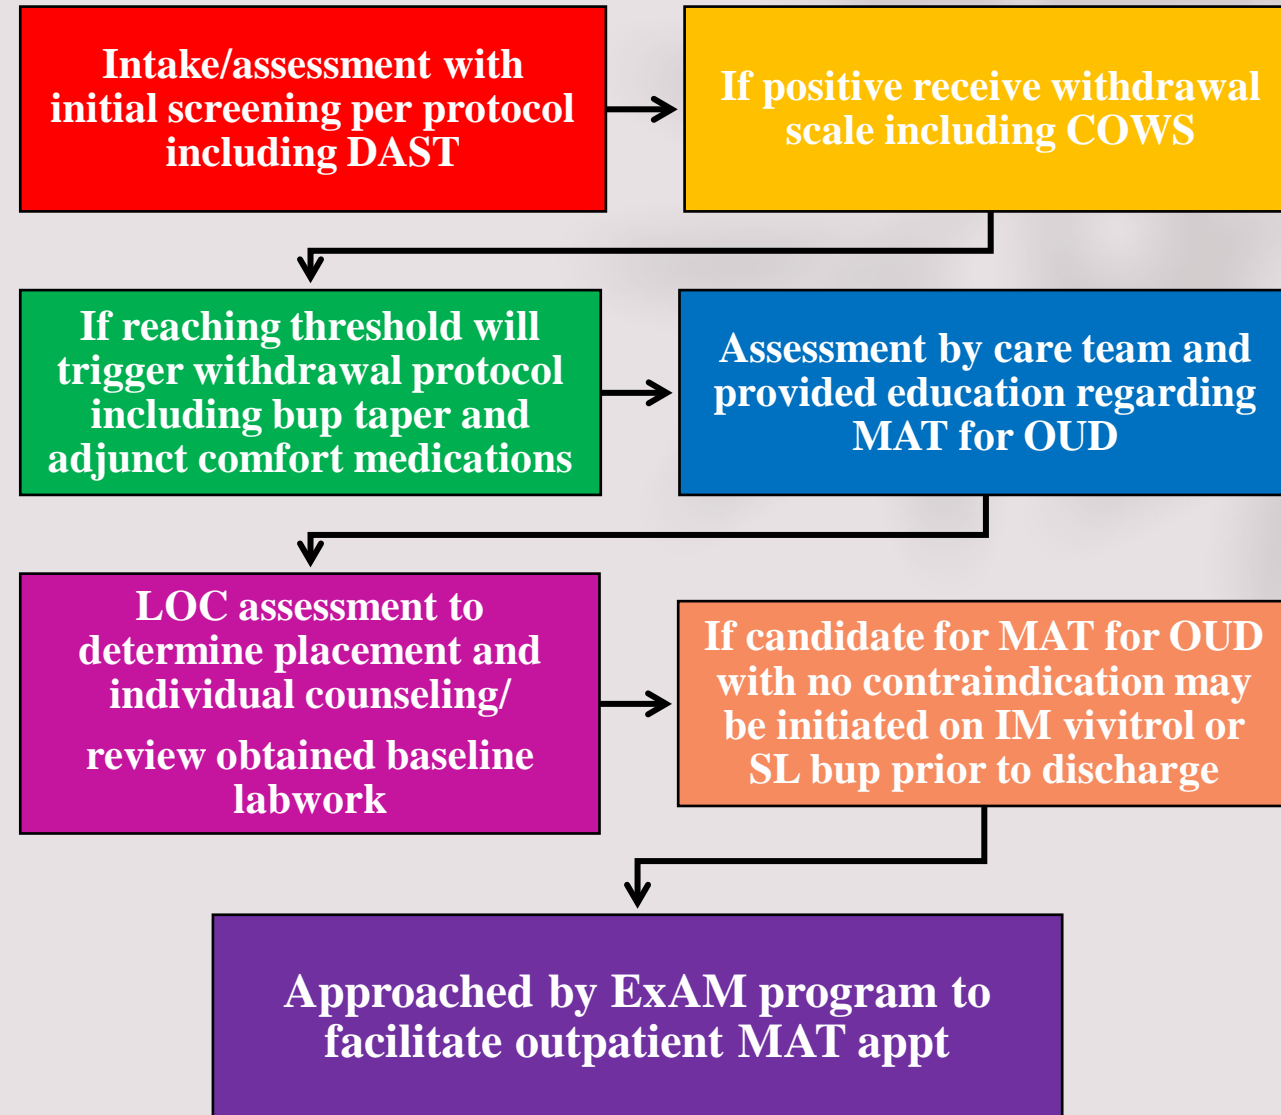 Intake/assessment with
initial screening per protocol
including DAST
If positive receive withdrawal
scale including COWS
If reaching threshold will
trigger withdrawal protocol
including bup taper and
adjunct comfort medications
Assessment by care team and
provided education regarding
MAT for OUD
LOC assessment to
determine placement and
individual counseling/
review obtained baseline
labwork
If candidate for MAT for OUD
with no contraindication may
be initiated on IM vivitrol or
SL bup prior to discharge
Approached by ExAM program to
facilitate outpatient MAT appt